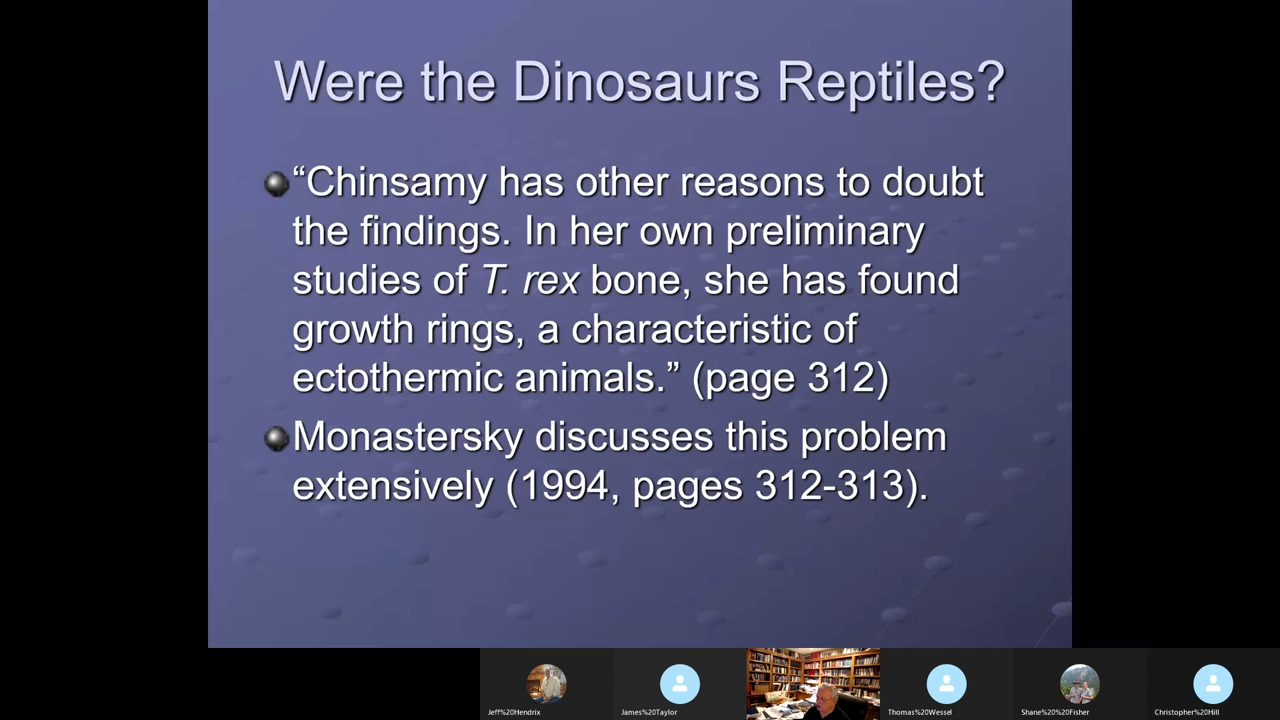 Were the Dinosaurs Reptiles?
“Chinsamy has other reasons to doubt
the findings. In her own preliminary
studies of T. rex bone, she has found
growth rings, a characteristic of
ectothermic animals.” (page 312)
Monastersky discusses this problem
extensively (1994, pages 312-313).
Jeff%20Hendrix
James%20Taylor
Thomas%20Wessel
Shane%20%20Fisher
Christopher%20Hill